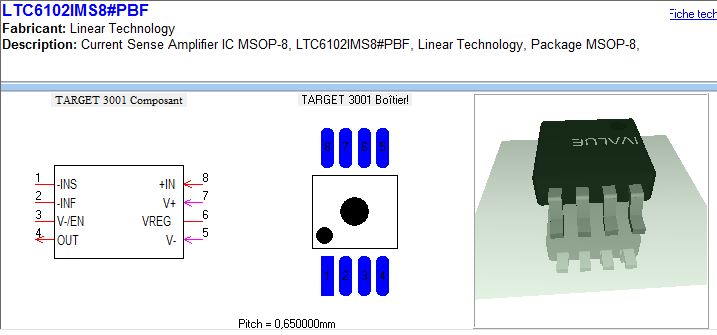 LTC6102IMS8#PBF
Fiche tech
Fabricant: Linear Technology
Description: Current Sense Amplifier IC MSOP-8, LTC6102IMS8#PBF, Linear Technology, Package MSOP-8,
TARGET 3001 Composant
TARGET 3001 Boîtier!
1 -INS +IN 8
2 -INF V+ 7
3 V-/EN VREG 6
4 OUT V- 5
8 7 6 5
1 2 3 4
IVALUE
Pitch = 0,650000mm